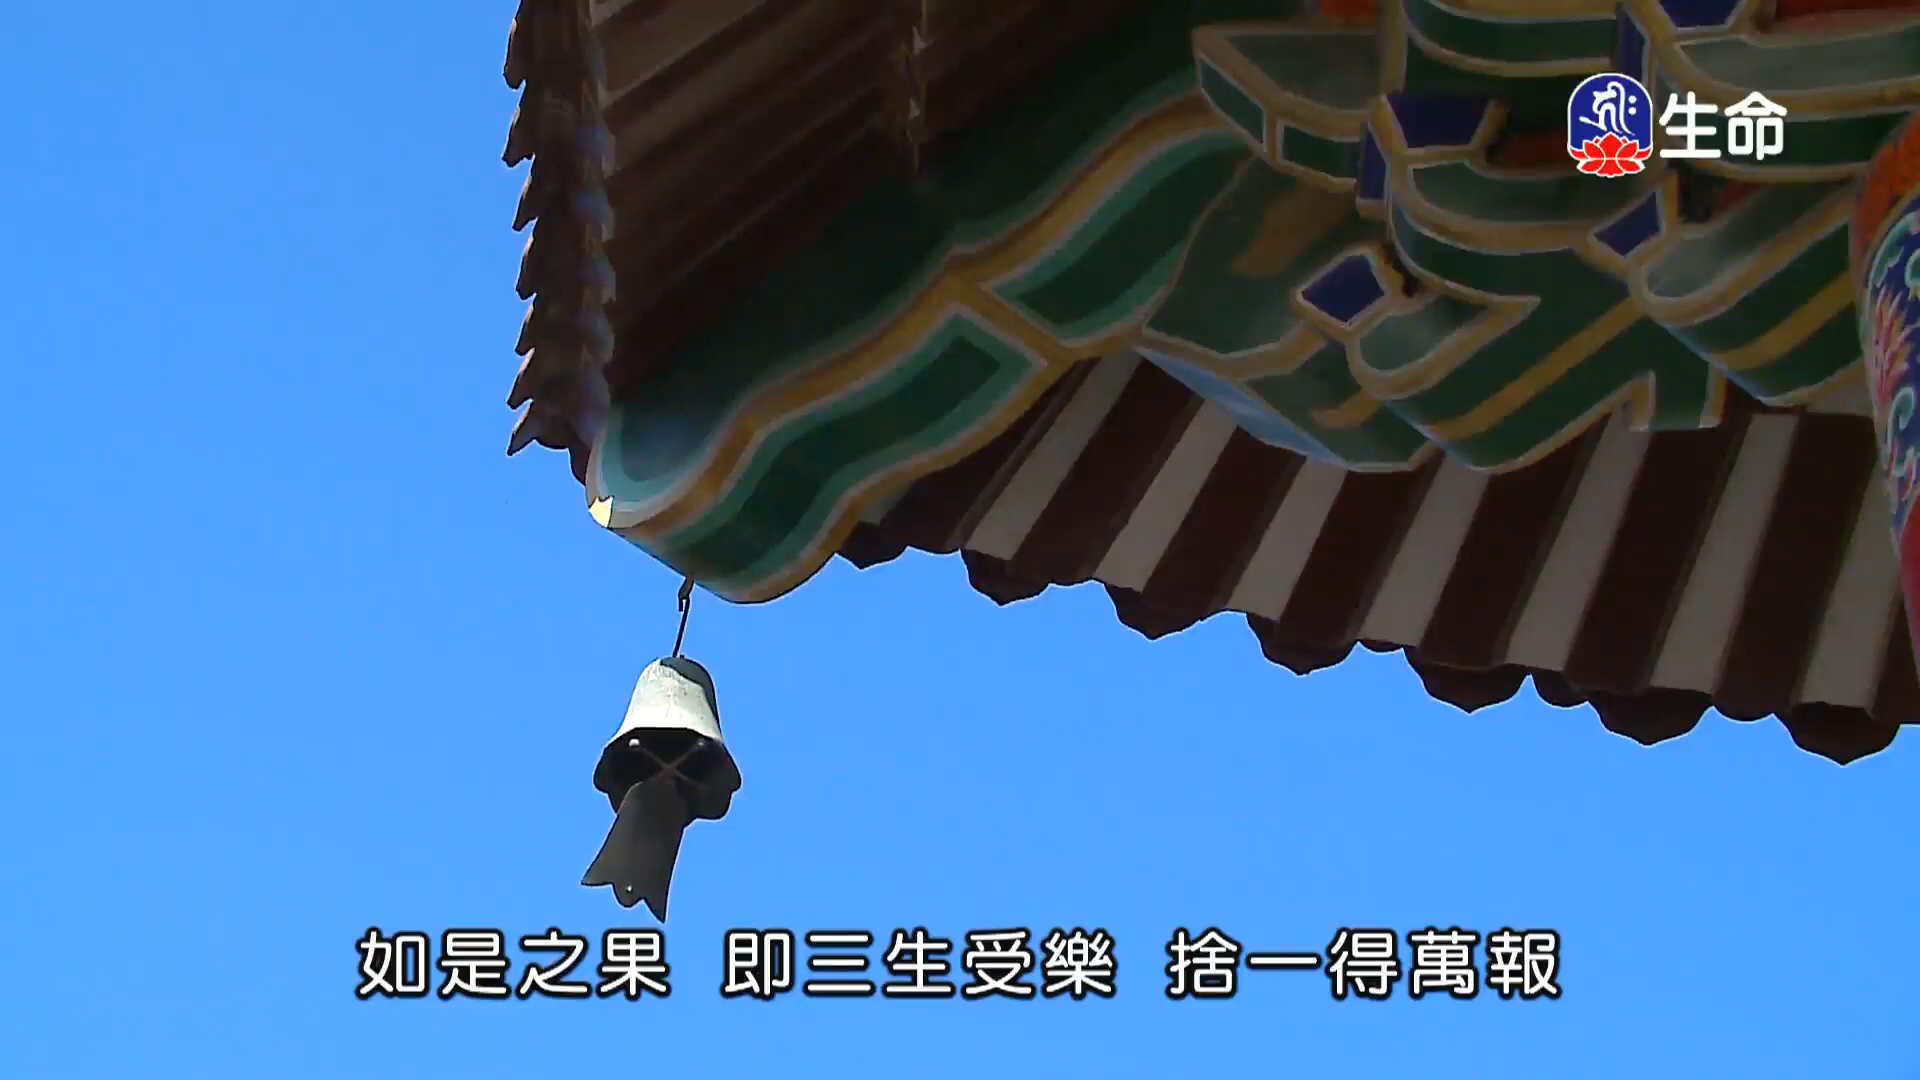 生命
如是之果 即三生受樂 捨一得萬報